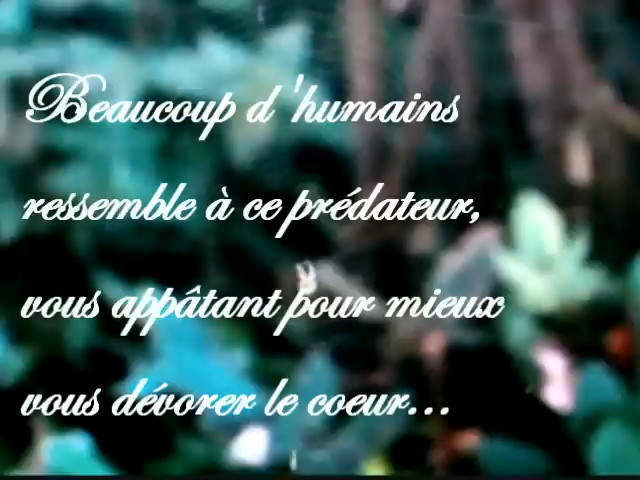 Beaucoup d'humains
ressemble à ce prédateur,
vous appâtant pour mieux
vous dévorer le coeur...